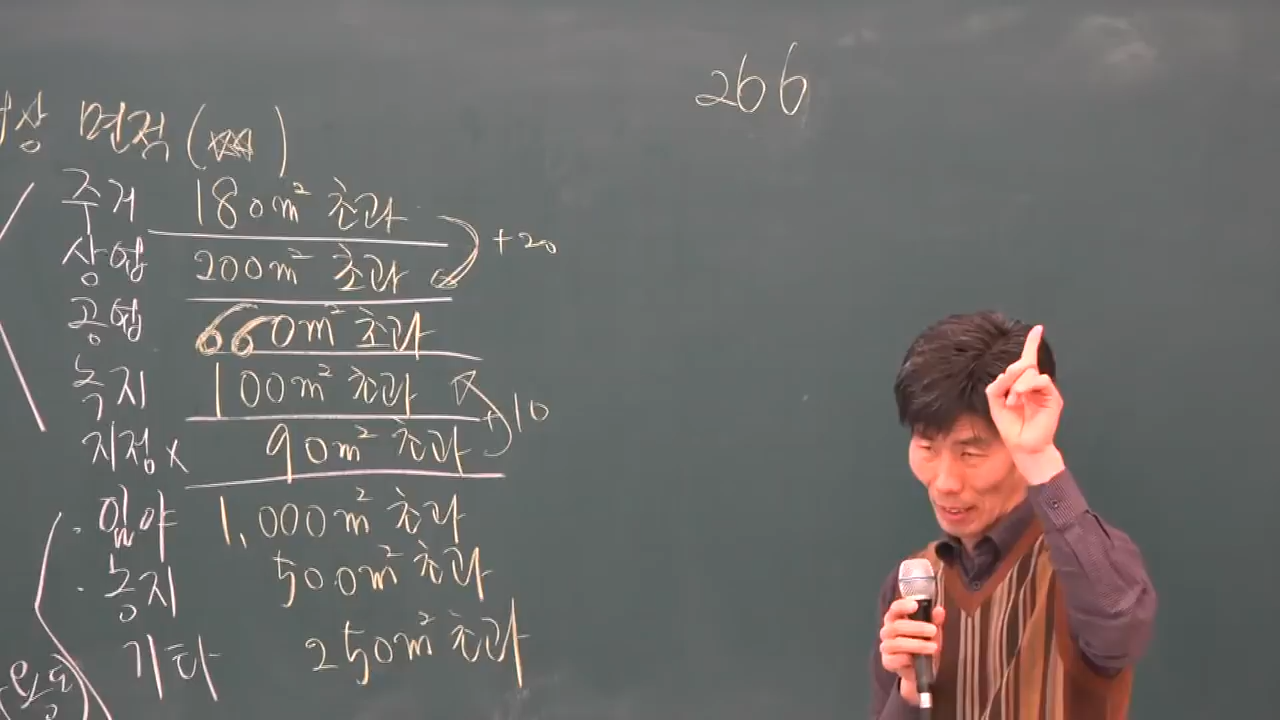 266
상 면적 (***)
주거 180m² 초과
+20
상업 200m² 초과
공업 660m² 초과
녹지 100m² 초과
+10
지정 x 90m² 초과
· 임야 1,000m² 초과
· 농지 500m² 초과
기타 250m² 초과